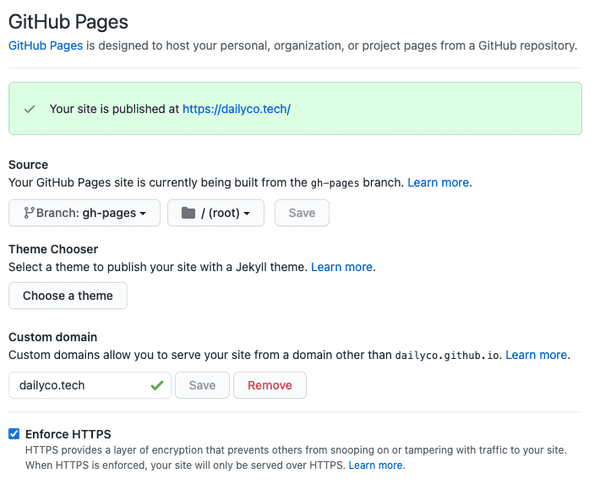 GitHub Pages
GitHub Pages is designed to host your personal, organization, or project pages from a GitHub repository.
Your site is published at https://dailyco.tech/
Source
Your GitHub Pages site is currently being built from the gh-pages branch. Learn more.
Branch: gh-pages
/ (root)
Save
Theme Chooser
Select a theme to publish your site with a Jekyll theme. Learn more.
Choose a theme
Custom domain
Custom domains allow you to serve your site from a domain other than dailyco.github.io. Learn more.
dailyco.tech
Save
Remove
Enforce HTTPS
HTTPS provides a layer of encryption that prevents others from snooping on or tampering with traffic to your site.
When HTTPS is enforced, your site will only be served over HTTPS. Learn more.